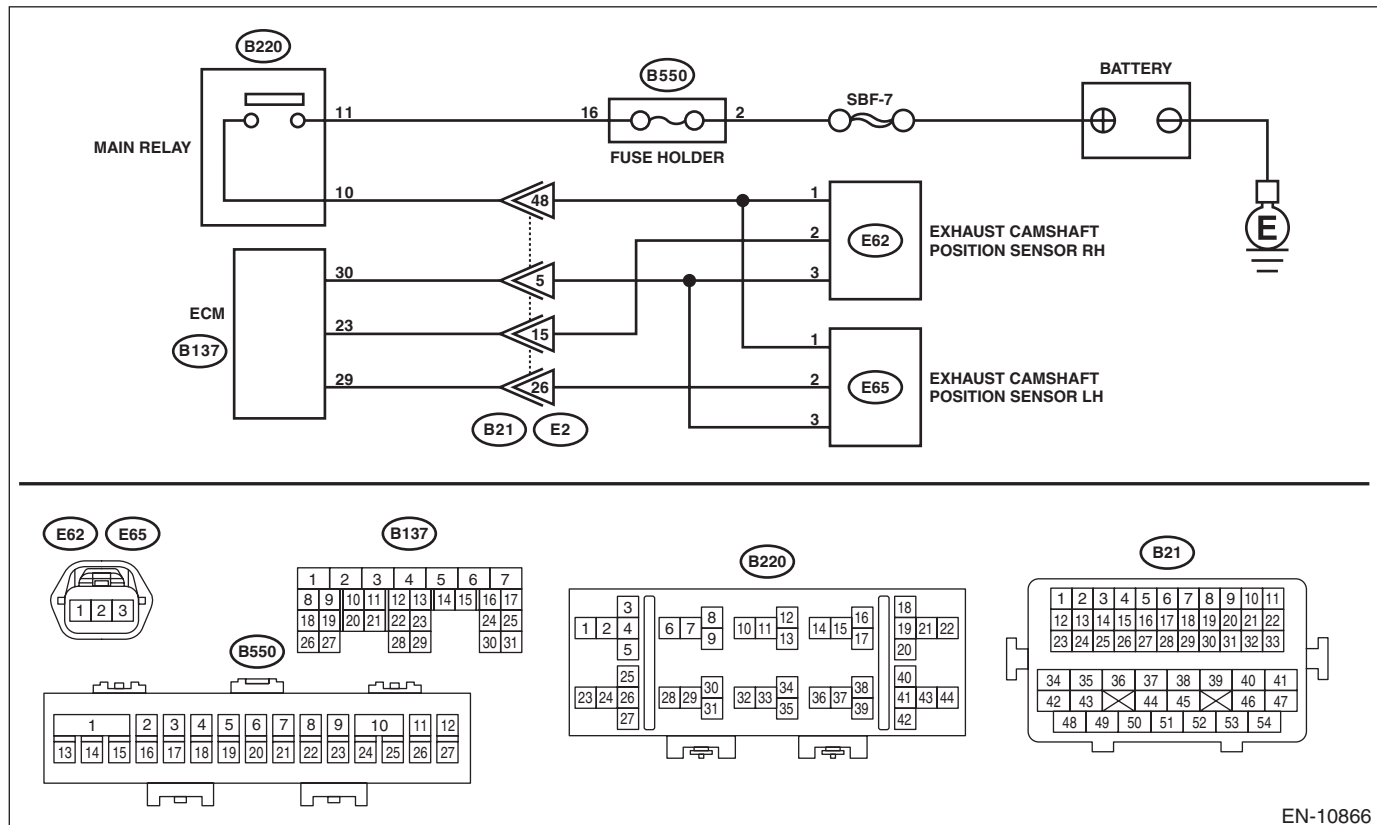 B220
B550
BATTERY
SBF-7
11
16
2
MAIN RELAY
FUSE HOLDER
10
48
1
2
E62
EXHAUST CAMSHAFT
POSITION SENSOR RH
E
30
5
3
ECM
23
15
B137
1
29
26
2
E65
EXHAUST CAMSHAFT
POSITION SENSOR LH
3
B21 E2
E62 E65
1 2 3
B137
1 2 3 4 5 6 7
8 9 10 11 12 13 14 15 16 17
18 19 20 21 22 23 24 25
26 27 28 29 30 31
B550
1 2 3 4 5 6 7 8 9 10 11 12
13 14 15 16 17 18 19 20 21 22 23 24 25 26 27
B220
3 8 12 16 18
1 2 4 6 7 10 11 14 15 19 21 22
5 9 13 17 20
25 30 34 38 40
23 24 26 28 29 32 33 36 37 41 43 44
27 31 35 39 42
B21
1 2 3 4 5 6 7 8 9 10 11
12 13 14 15 16 17 18 19 20 21 22
23 24 25 26 27 28 29 30 31 32 33
34 35 36 37 38 39 40 41
42 43 44 45 46 47
48 49 50 51 52 53 54
EN-10866